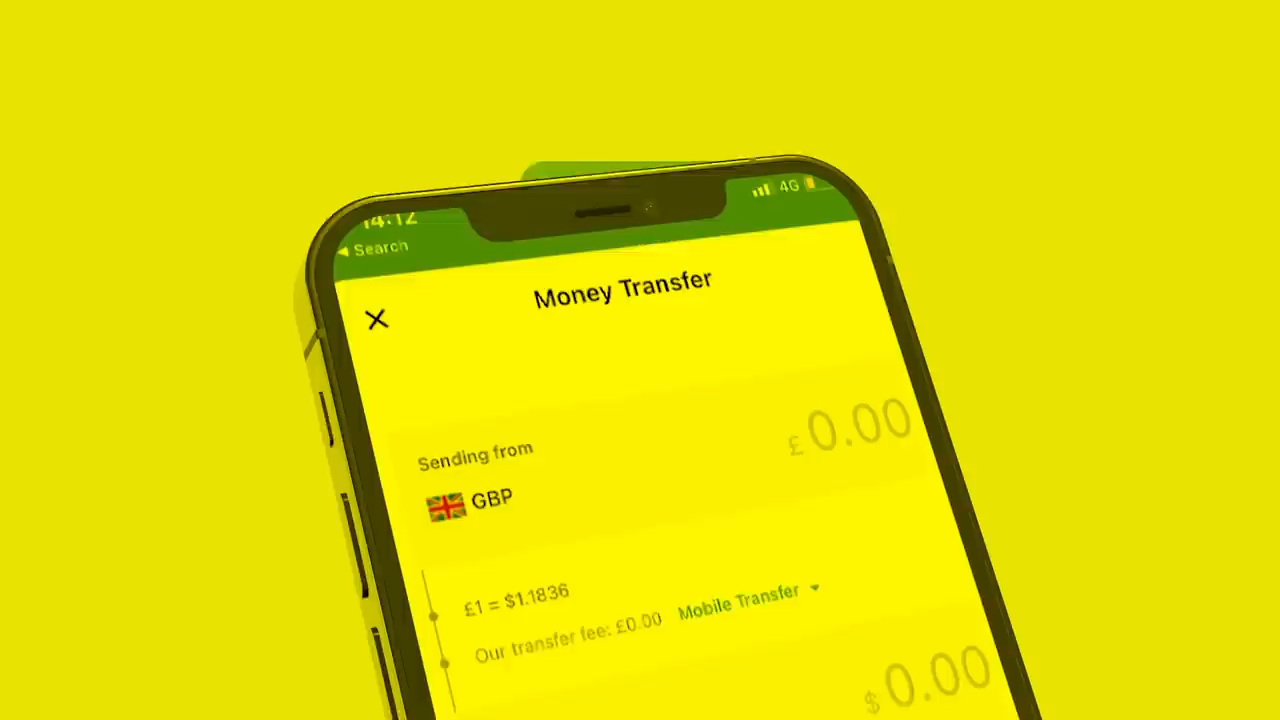 14:12
4G
Search
Money Transfer
Sending from
£0.00
GBP
£1 = $1.1836
Our transfer fee: £0.00 Mobile Transfer
$0.00